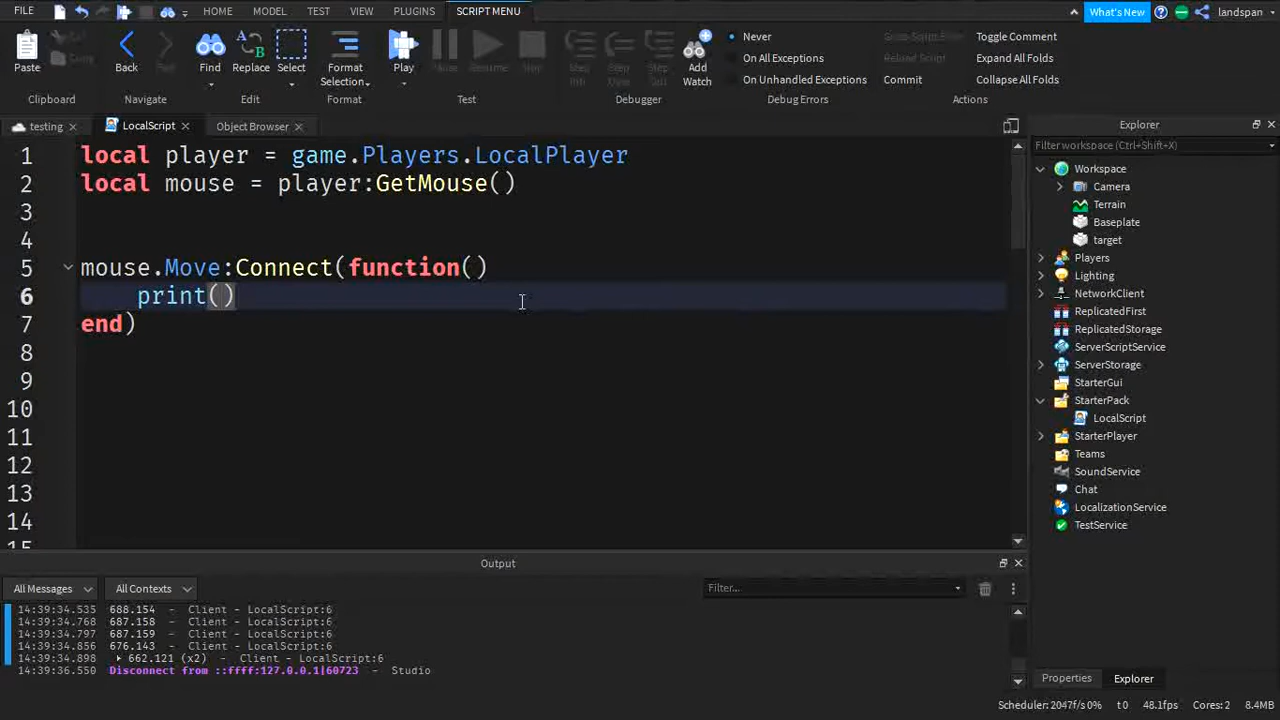 FILE
HOME
MODEL
TEST
VIEW
PLUGINS
SCRIPT MENU
What's New
landspan
Paste
Back
Find
Replace
Select
Format
Selection
Play
Add
Watch
Never
On All Exceptions
On Unhandled Exceptions
Commit
Toggle Comment
Expand All Folds
Collapse All Folds
Clipboard
Navigate
Edit
Format
Test
Debugger
Debug Errors
Actions
testing
LocalScript
Object Browser
Explorer
Filter workspace (Ctrl+Shift+X)
1 local player = game.Players.LocalPlayer
2 local mouse = player:GetMouse()
3
4
5 mouse.Move:Connect(function()
6 print()
7 end)
8
9
10
11
12
13
14
15
Workspace
Camera
Terrain
Baseplate
target
Players
Lighting
NetworkClient
ReplicatedFirst
ReplicatedStorage
ServerScriptService
ServerStorage
StarterGui
StarterPack
LocalScript
StarterPlayer
Teams
SoundService
Chat
LocalizationService
TestService
Output
All Messages
All Contexts
Filter...
14:39:34.535 688.154 - Client - LocalScript:6
14:39:34.768 687.158 - Client - LocalScript:6
14:39:34.797 687.159 - Client - LocalScript:6
14:39:34.856 676.143 - Client - LocalScript:6
14:39:34.898 662.121 (x2) - Client - LocalScript:6
14:39:36.550 Disconnect from ::ffff:127.0.0.1|60723 - Studio
Properties
Explorer
Scheduler: 2047f/s0% t0 48.1fps Cores: 2 8.4MB